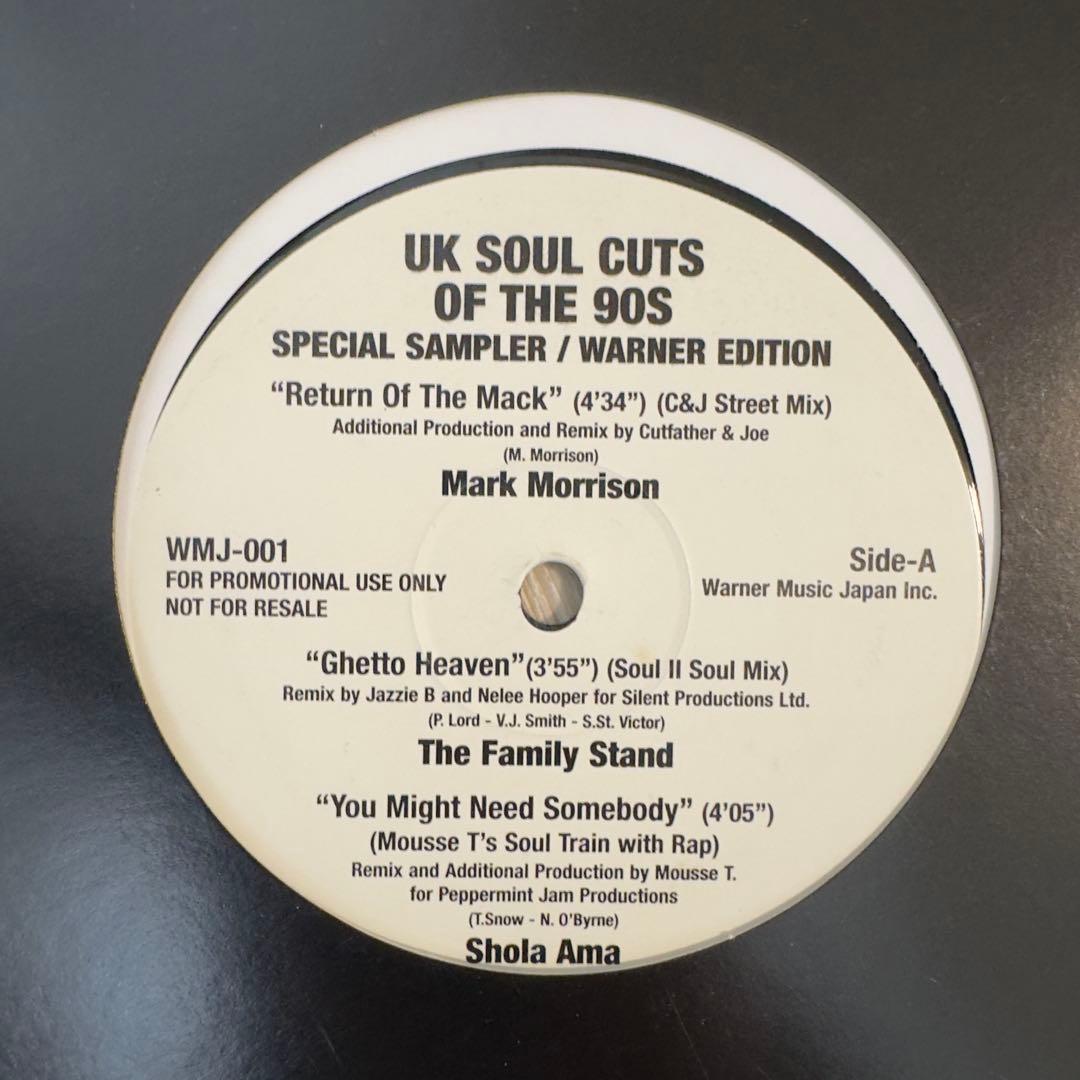 UK SOUL CUTS
OF THE 90S
SPECIAL SAMPLER / WARNER EDITION
“Return Of The Mack” (4’34”) (C&J Street Mix)
Additional Production and Remix by Cutfather & Joe
(M. Morrison)
Mark Morrison
WMJ-001
FOR PROMOTIONAL USE ONLY
NOT FOR RESALE
Side-A
Warner Music Japan Inc.
“Ghetto Heaven”(3’55”) (Soul II Soul Mix)
Remix by Jazzie B and Nelee Hooper for Silent Productions Ltd.
(P. Lord - V.J. Smith - S.St. Victor)
The Family Stand
“You Might Need Somebody” (4’05”)
(Mousse T’s Soul Train with Rap)
Remix and Additional Production by Mousse T.
for Peppermint Jam Productions
(T.Snow - N. O’Byrne)
Shola Ama